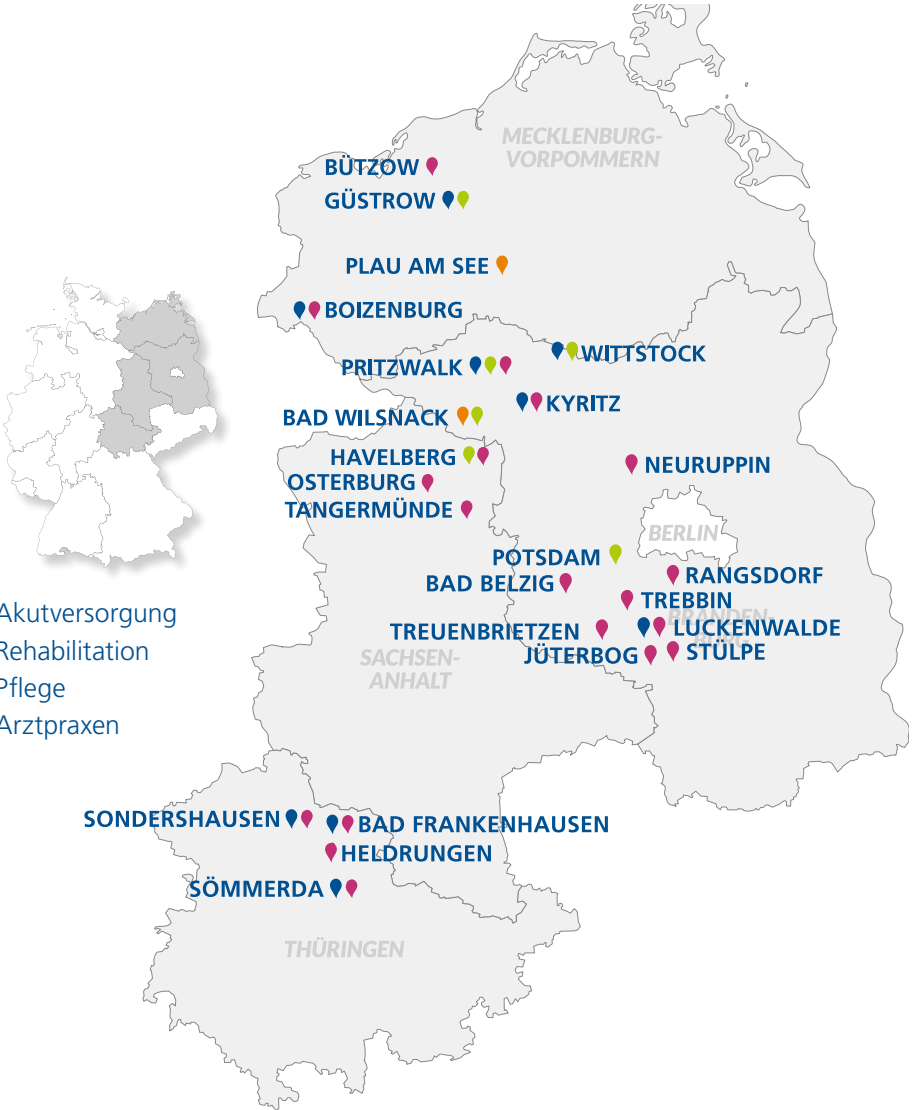 MECKLENBURG-
VORPOMMERN
BÜTZOW
GÜSTROW
PLAU AM SEE
BOIZENBURG
WITTSTOCK
PRITZWALK
KYRITZ
BAD WILSNACK
HAVELBERG
NEURUPPIN
OSTERBURG
TANGERMÜNDE
BERLIN
POTSDAM
RANGSDORF
BAD BELZIG
TREBBIN
BRANDEN-
BURG
TREUENBRIETZEN
LUCKENWALDE
JÜTERBOG
STÜLPE
SACHSEN-
ANHALT
Akutversorgung
Rehabilitation
Pflege
Arztpraxen
SONDERSHAUSEN
BAD FRANKENHAUSEN
HELDRUNGEN
SÖMMERDA
THÜRINGEN